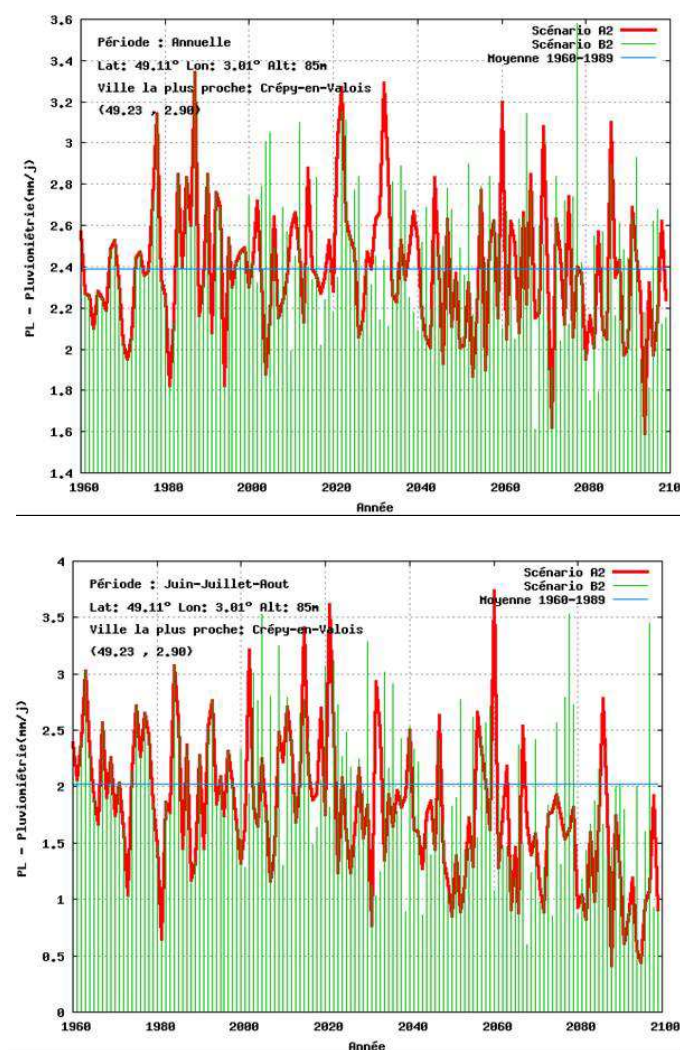 3.6
Scénario A2
Période : Annuelle
Scénario B2
3.4
Moyenne 1960-1989
Lat: 49.11° Lon: 3.01° Alt: 85m
Ville la plus proche: Crépy-en-Valois
3.2
(49.23 , 2.90)
3
2.8
2.6
2.4
2.2
2
1.8
1.6
1.4
PL - Pluviomiétrie(mm/j)
1960 1980 2000 2020 2040 2060 2080 2100
Année
4
Scénario A2
Période : Juin-Juillet-Aout
Scénario B2
Moyenne 1960-1989
Lat: 49.11° Lon: 3.01° Alt: 85m
3.5
Ville la plus proche: Crépy-en-Valois
(49.23 , 2.90)
3
2.5
2
1.5
1
0.5
0
PL - Pluviomiétrie(mm/j)
1960 1980 2000 2020 2040 2060 2080 2100
Année